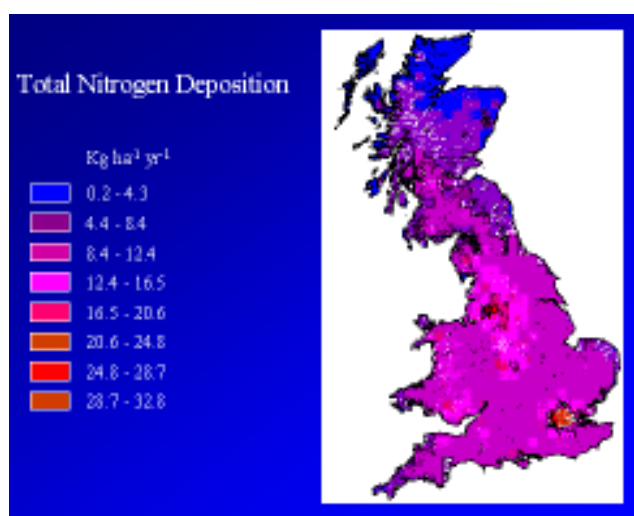 Total Nitrogen Deposition
Kg ha⁻¹ yr⁻¹
0.2 - 4.3
4.4 - 8.4
8.4 - 12.4
12.4 - 16.5
16.5 - 20.6
20.6 - 24.8
24.8 - 28.7
28.7 - 32.8